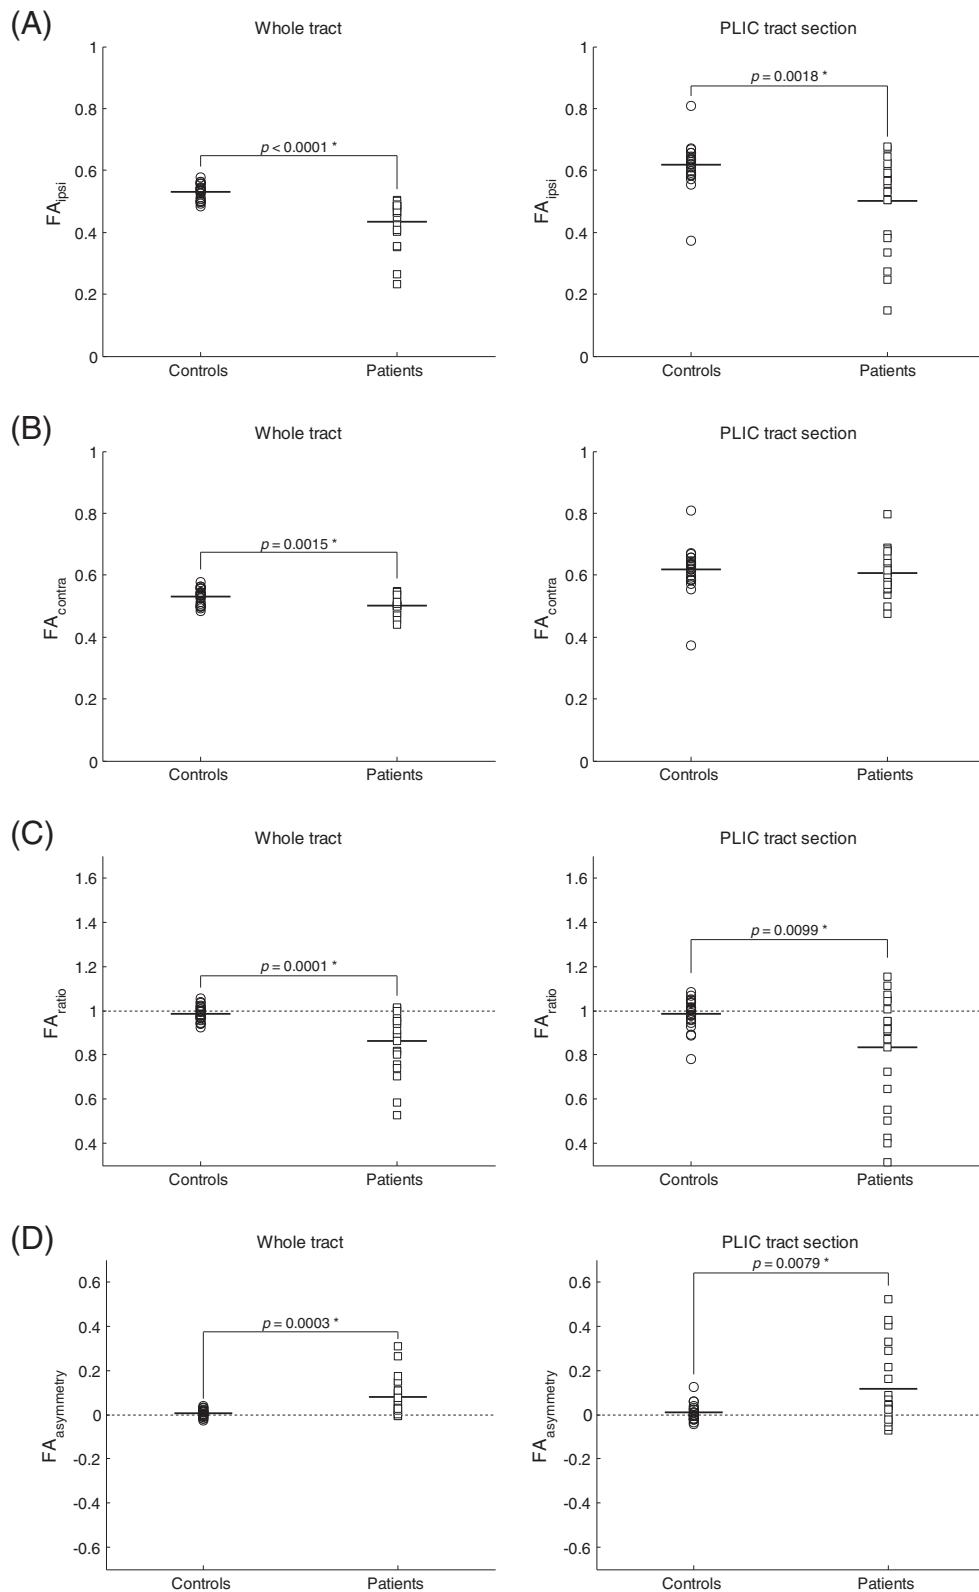 (A)
Whole tract
PLIC tract section
1
0.8
0.6
0.4
0.2
0
FAipsi
p < 0.0001 *
Controls
Patients
1
0.8
0.6
0.4
0.2
0
FAipsi
p = 0.0018 *
Controls
Patients
(B)
Whole tract
PLIC tract section
1
0.8
0.6
0.4
0.2
0
FAcontra
p = 0.0015 *
Controls
Patients
1
0.8
0.6
0.4
0.2
0
FAcontra
Controls
Patients
(C)
Whole tract
PLIC tract section
1.6
1.4
1.2
1
0.8
0.6
0.4
FAratio
p = 0.0001 *
Controls
Patients
1.6
1.4
1.2
1
0.8
0.6
0.4
FAratio
p = 0.0099 *
Controls
Patients
(D)
Whole tract
PLIC tract section
0.6
0.4
0.2
0
-0.2
-0.4
-0.6
FAasymmetry
p = 0.0003 *
Controls
Patients
0.6
0.4
0.2
0
-0.2
-0.4
-0.6
FAasymmetry
p = 0.0079 *
Controls
Patients